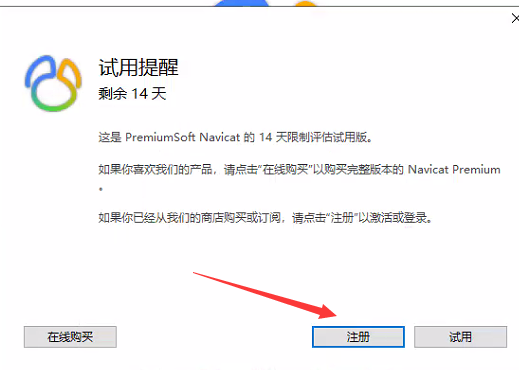 试用提醒
剩余 14 天
这是 PremiumSoft Navicat 的 14 天限制评估试用版。
如果你喜欢我们的产品，请点击“在线购买”以购买完整版本的 Navicat Premium
。
如果你已经从我们的商店购买或订阅，请点击“注册”以激活或登录。
在线购买
注册
试用